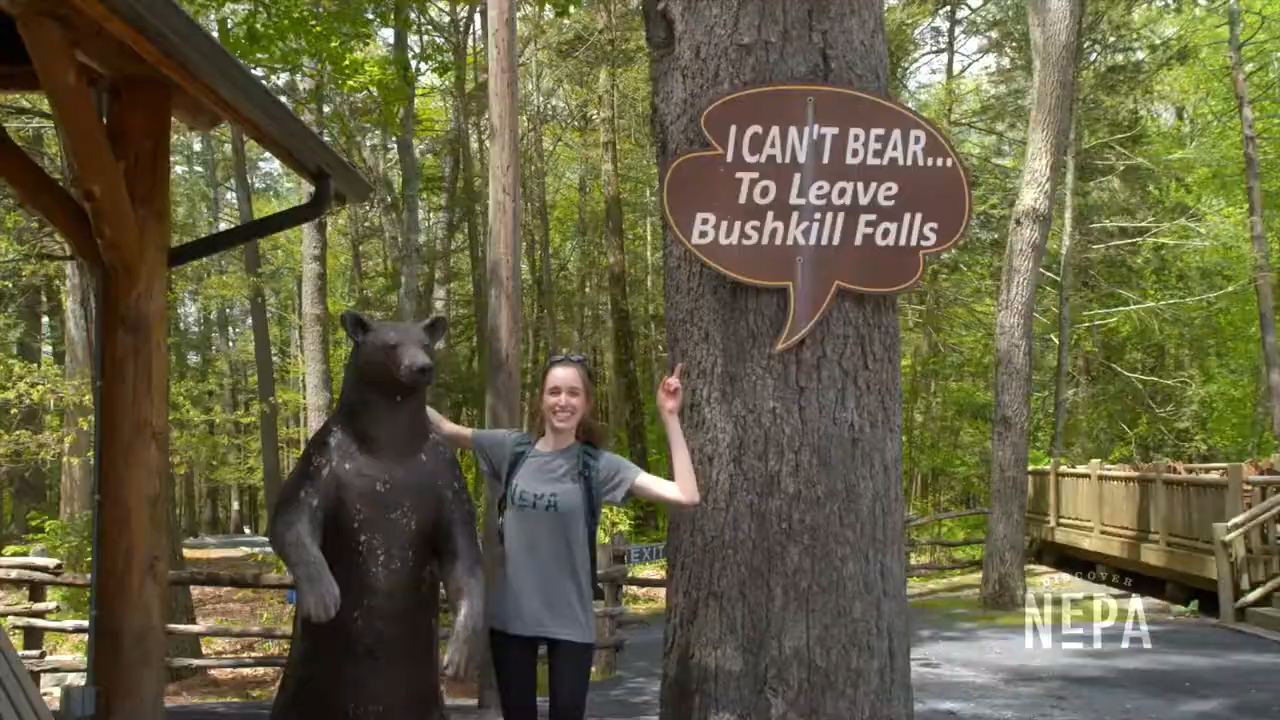 I CAN'T BEAR...
To Leave
Bushkill Falls
NEPA
EXIT
DISCOVER
NEPA